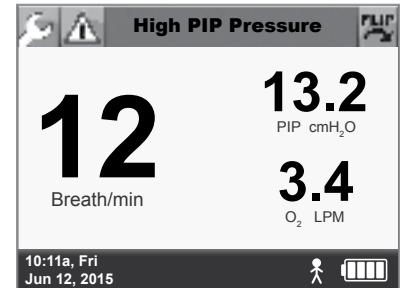 High PIP Pressure
FLIP
12
Breath/min
13.2
PIP cmH₂O
3.4
O₂ LPM
10:11a, Fri
Jun 12, 2015